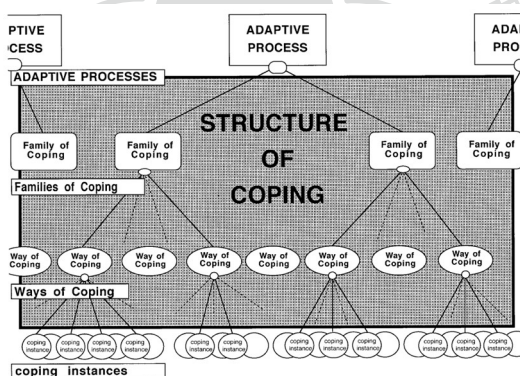 PTIVE
CESS
ADAPTIVE
PROCESS
ADA
PRO
ADAPTIVE PROCESSES
STRUCTURE
OF
COPING
Family of
Coping
Family of
Coping
Family of
Coping
Family of
Coping
Families of Coping
Way of
Coping
Way of
Coping
Way of
Coping
Way of
Coping
Way of
Coping
Way of
Coping
Way of
Coping
Way of
Coping
Ways of Coping
coping
instance
coping
instance
coping
instance
coping
instance
coping
instance
coping
instance
coping
instance
coping
instance
coping
instance
coping
instance
coping
instance
coping
instance
coping instances